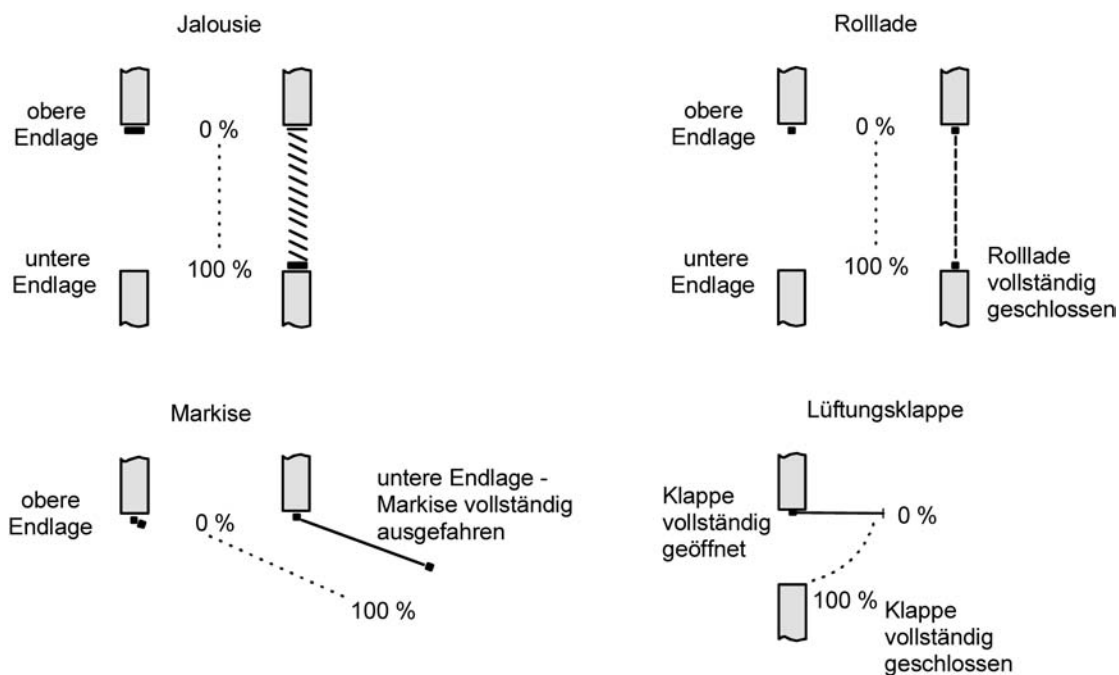 Jalousie
obere
Endlage
0 %
untere
Endlage
100 %
Rolllade
obere
Endlage
0 %
untere
Endlage
100 %
Rolllade
vollständig
geschlossen
Markise
obere
Endlage
0 %
100 %
untere Endlage -
Markise vollständig
ausgefahren
Lüftungsklappe
Klappe
vollständig
geöffnet
0 %
100 %
Klappe
vollständig
geschlossen